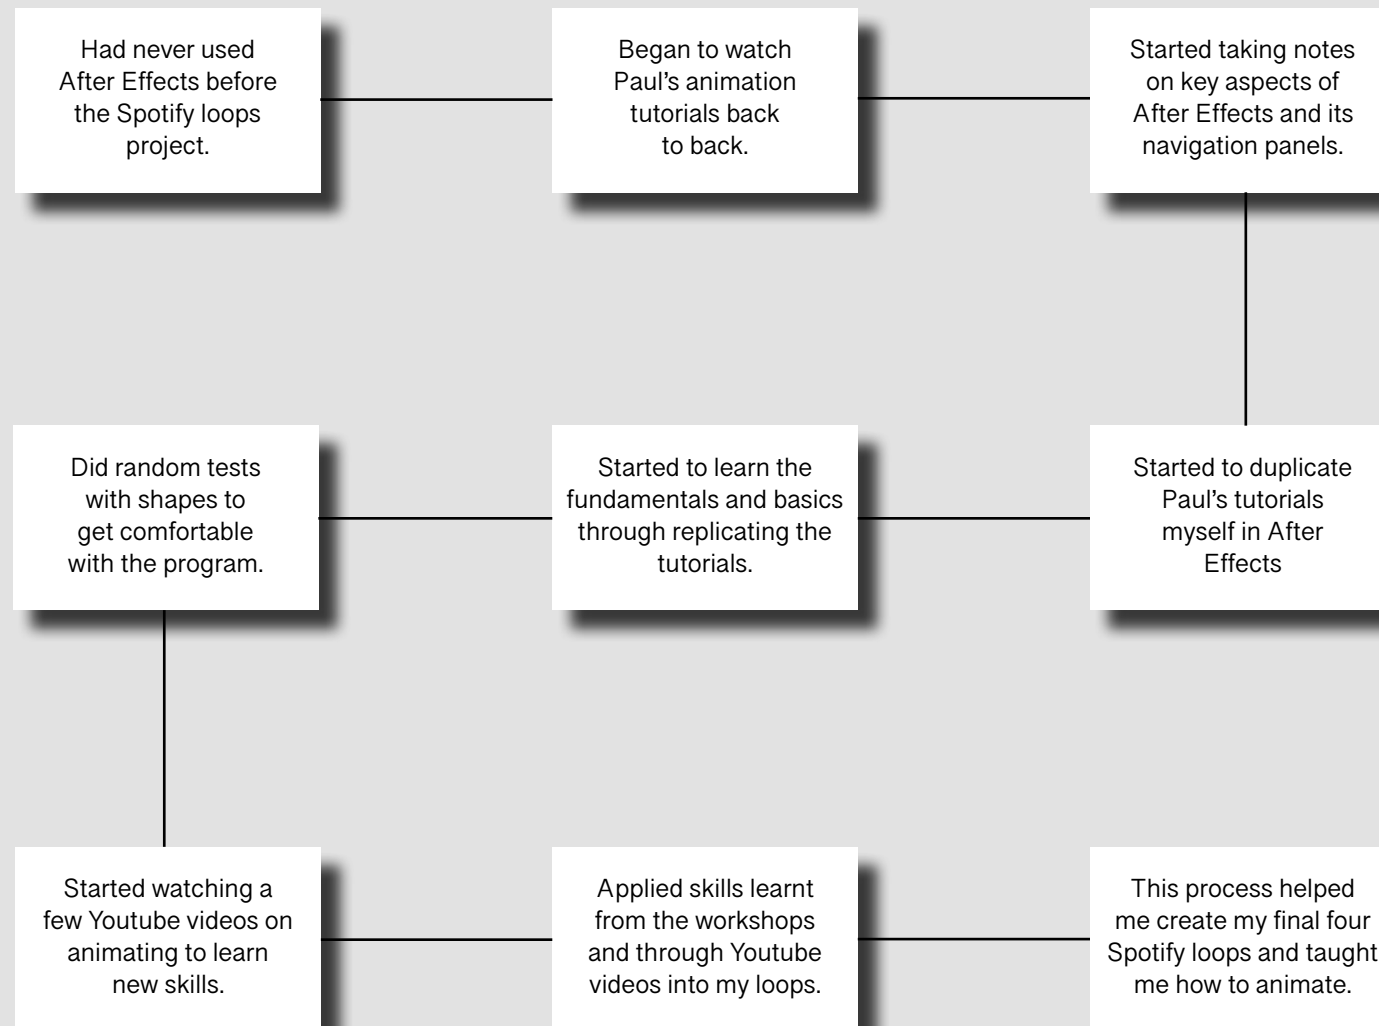 Had never used
After Effects before
the Spotify loops
project.
Began to watch
Paul's animation
tutorials back
to back.
Started taking notes
on key aspects of
After Effects and its
navigation panels.
Started to duplicate
Paul's tutorials
myself in After
Effects
Started to learn the
fundamentals and basics
through replicating the
tutorials.
Did random tests
with shapes to
get comfortable
with the program.
Started watching a
few Youtube videos on
animating to learn
new skills.
Applied skills learnt
from the workshops
and through Youtube
videos into my loops.
This process helped
me create my final four
Spotify loops and taught
me how to animate.